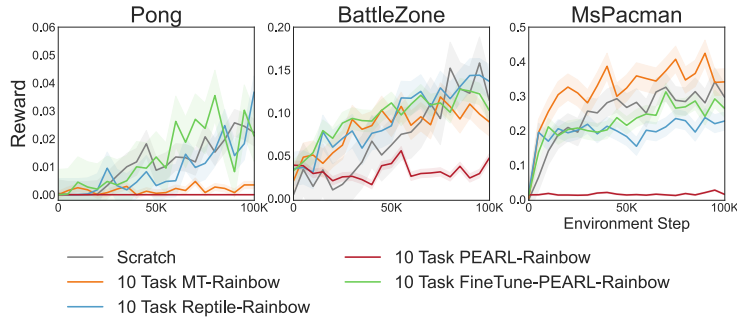 Pong
BattleZone
MsPacman
Reward
0.06
0.05
0.04
0.03
0.02
0.01
0.00
0
50K
100K
0.20
0.15
0.10
0.05
0.00
0
50K
100K
0.5
0.4
0.3
0.2
0.1
0.0
0
50K
100K
Environment Step
Scratch
10 Task MT-Rainbow
10 Task Reptile-Rainbow
10 Task PEARL-Rainbow
10 Task FineTune-PEARL-Rainbow